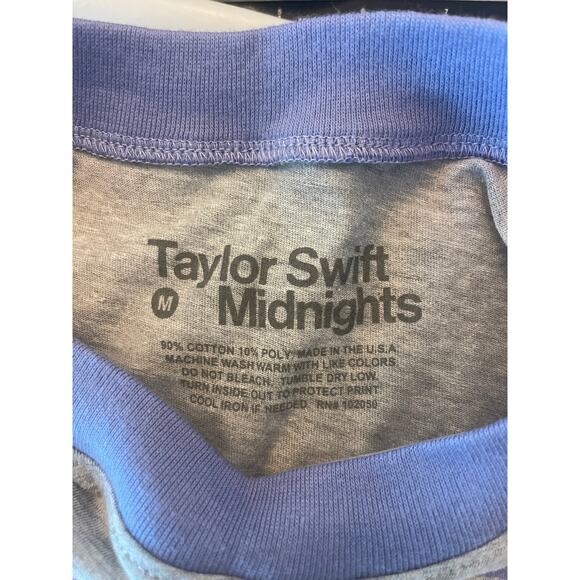 Taylor Swift
M Midnights
90% COTTON 10% POLY, MADE IN THE U.S.A
MACHINE WASH WARM WITH LIKE COLORS
DO NOT BLEACH. TUMBLE DRY LOW.
TURN INSIDE OUT TO PROTECT PRINT
COOL IRON IF NEEDED. RN# 102050